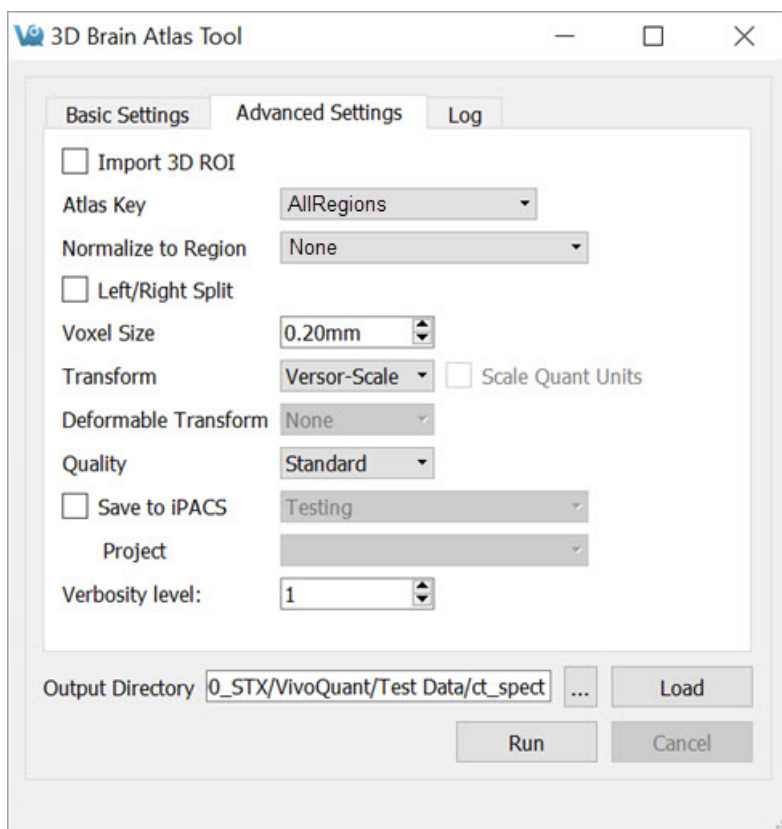 3D Brain Atlas Tool
Basic Settings Advanced Settings Log
Import 3D ROI
Atlas Key AllRegions
Normalize to Region None
Left/Right Split
Voxel Size 0.20mm
Transform Versor-Scale Scale Quant Units
Deformable Transform None
Quality Standard
Save to iPACS Testing
Project
Verbosity level: 1
Output Directory 0_STX/VivoQuant/Test Data/ct_spect ... Load
Run Cancel